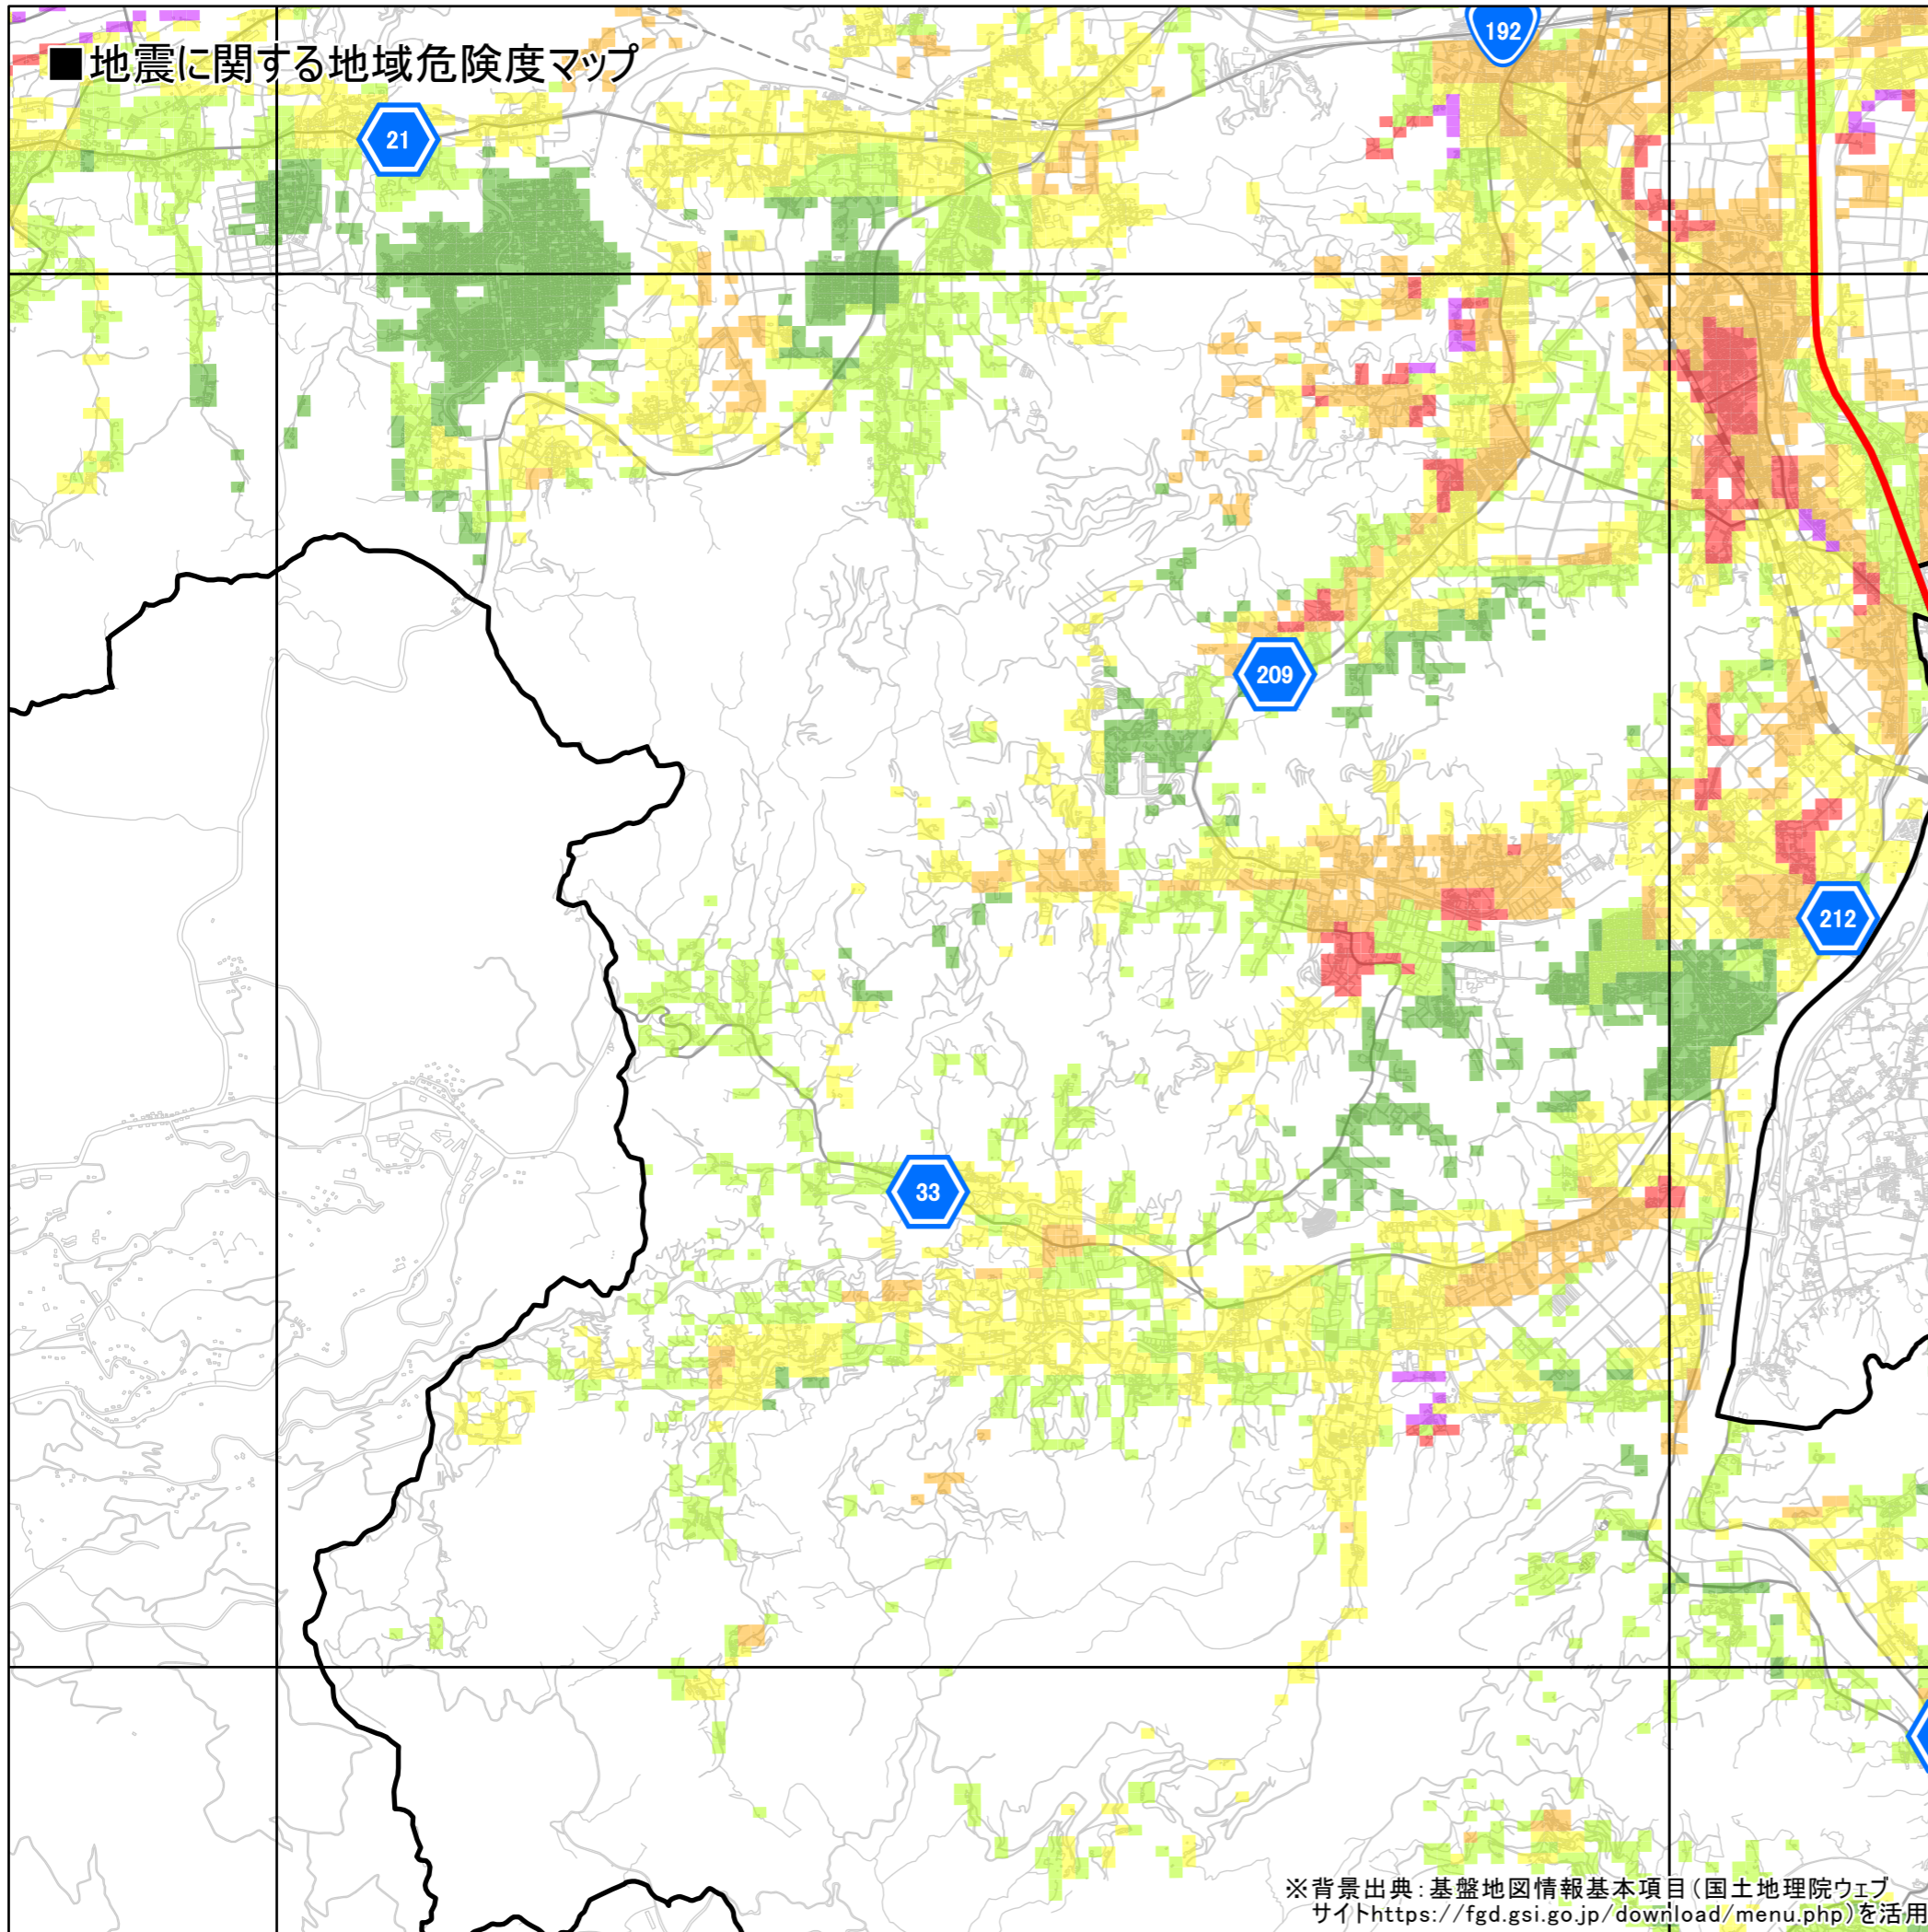 192
■地震に関する地域危険度マップ
21
209
212
33
※背景出典：基盤地図情報基本項目（国土地理院ウェブ
サイトhttps://fgd.gsi.go.jp/download/menu.php）を活用